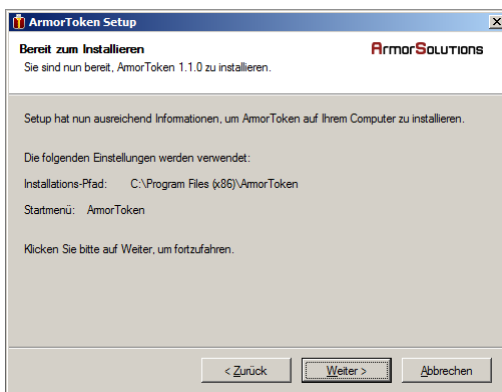 ArmorToken Setup
Bereit zum Installieren
Sie sind nun bereit, ArmorToken 1.1.0 zu installieren.
ArmorSolutions
Setup hat nun ausreichend Informationen, um ArmorToken auf Ihrem Computer zu installieren.
Die folgenden Einstellungen werden verwendet:
Installations-Pfad: C:\Program Files (x86)\ArmorToken
Startmenü: ArmorToken
Klicken Sie bitte auf Weiter, um fortzufahren.
< Zurück Weiter > Abbrechen